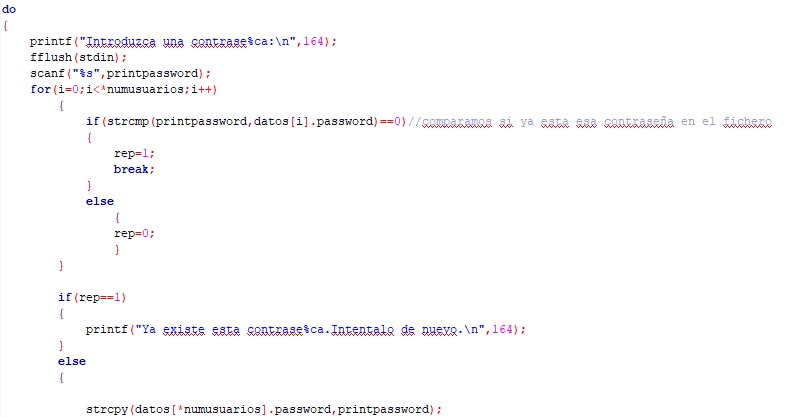 do
{
printf("Introduzca una contrase%ca:\n",164);
fflush(stdin);
scanf("%s",printpassword);
for(i=0;i<*numusuarios;i++)
{
if(strcmp(printpassword,datos[i].password)==0)//comparamos si ya esta esa contraseña en el fichero
{
rep=1;
break;
}
else
{
rep=0;
}
}
if(rep==1)
{
printf("Ya existe esta contrase%ca.Intentalo de nuevo.\n",164);
}
else
{
strcpy(datos[*numusuarios].password,printpassword);